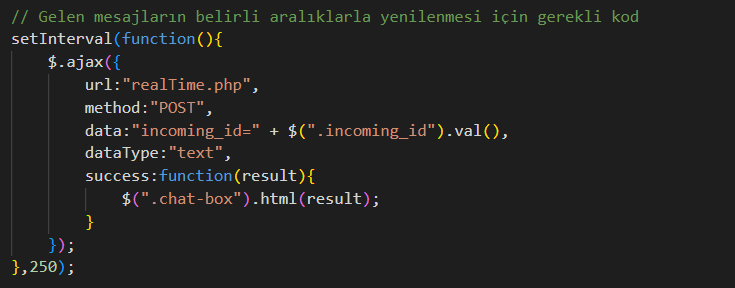 // Gelen mesajların belirli aralıklarla yenilenmesi için gerekli kod
setInterval(function(){
    $.ajax({
        url:"realTime.php",
        method:"POST",
        data:"incoming_id=" + $(".incoming_id").val(),
        dataType:"text",
        success:function(result){
            $(".chat-box").html(result);
        }
    });
},250);